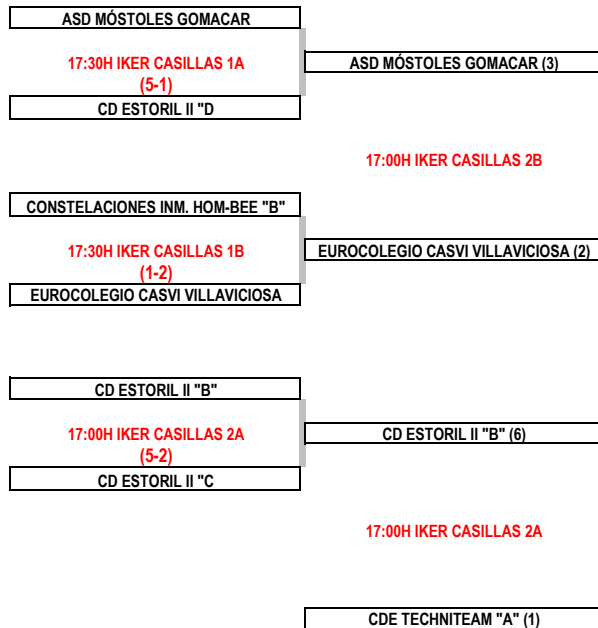 ASD MÓSTOLES GOMACAR
17:30H IKER CASILLAS 1A
(5-1)
ASD MÓSTOLES GOMACAR (3)
CD ESTORIL II "D
17:00H IKER CASILLAS 2B
CONSTELACIONES INM. HOM-BEE "B"
17:30H IKER CASILLAS 1B
(1-2)
EUROCOLEGIO CASVI VILLAVICIOSA (2)
EUROCOLEGIO CASVI VILLAVICIOSA
CD ESTORIL II "B"
17:00H IKER CASILLAS 2A
(5-2)
CD ESTORIL II "B" (6)
CD ESTORIL II "C
17:00H IKER CASILLAS 2A
CDE TECHNITEAM "A" (1)